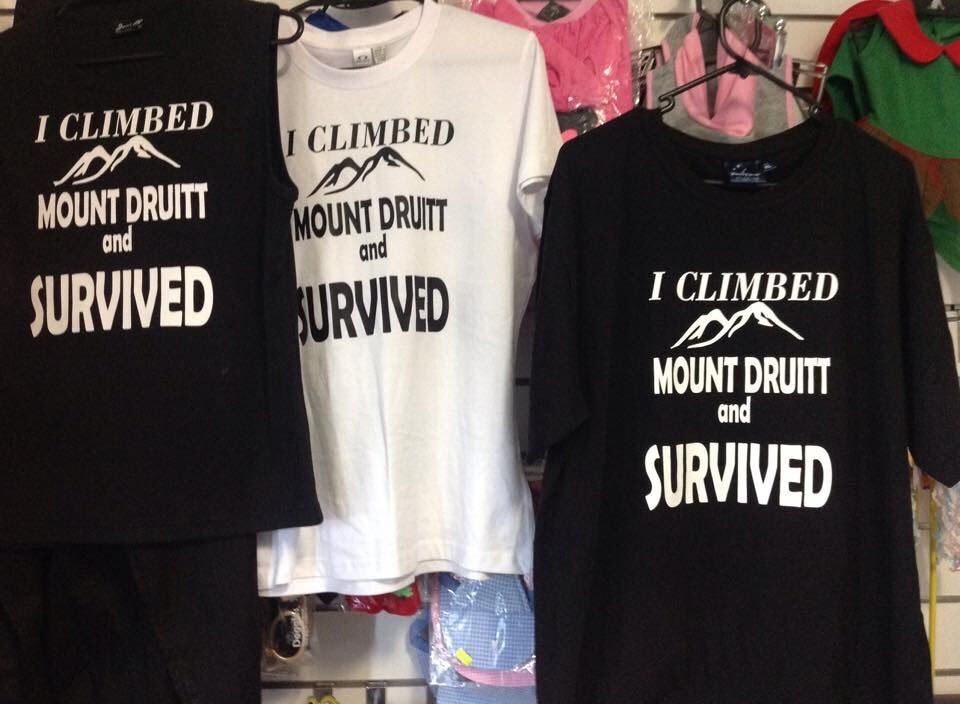 I CLIMBED
MOUNT DRUITT
and
SURVIVED
I CLIMBED
MOUNT DRUITT
and
SURVIVED
I CLIMBED
MOUNT DRUITT
and
SURVIVED